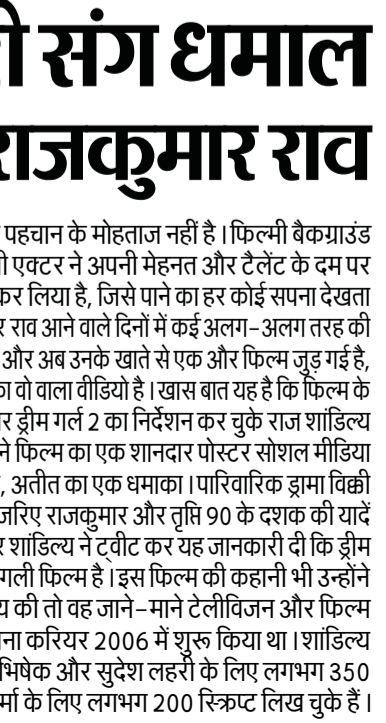 संग धमाल
राजकुमार राव
पहचान के मोहताज नहीं है । फिल्मी बैकग्राउंड
एक्टर ने अपनी मेहनत और टैलेंट के दम पर
कर लिया है, जिसे पाने का हर कोई सपना देखता
राव आने वाले दिनों में कई अलग-अलग तरह की
और अब उनके खाते से एक और फिल्म जुड़ गई है,
वो वाला वीडियो है । खास बात यह है कि फिल्म के
ड्रीम गर्ल 2 का निर्देशन कर चुके राज शांडिल्य
ने फिल्म का एक शानदार पोस्टर सोशल मीडिया
, अतीत का एक धमाका । पारिवारिक ड्रामा विक्की
जरिए राजकुमार और तृप्ति 90 के दशक की यादें
शांडिल्य ने ट्वीट कर यह जानकारी दी कि ड्रीम
गली फिल्म है । इस फिल्म की कहानी भी उन्होंने
की तो वह जाने-माने टेलीविजन और फिल्म
ना करियर 2006 में शुरू किया था । शांडिल्य
भिषेक और सुदेश लहरी के लिए लगभग 350
र्मा के लिए लगभग 200 स्क्रिप्ट लिख चुके हैं ।